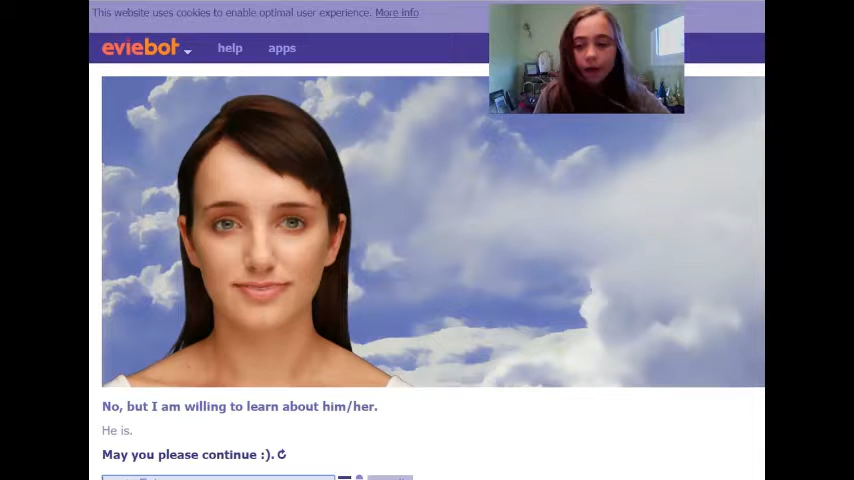 This website uses cookies to enable optimal user experience. More info
eviebot help apps
No, but I am willing to learn about him/her.
He is.
May you please continue :).